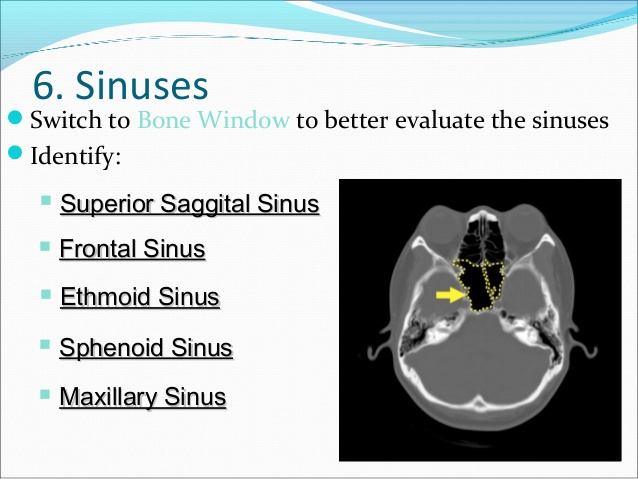 6. Sinuses
Switch to Bone Window to better evaluate the sinuses
Identify:
Superior Saggital Sinus
Frontal Sinus
Ethmoid Sinus
Sphenoid Sinus
Maxillary Sinus